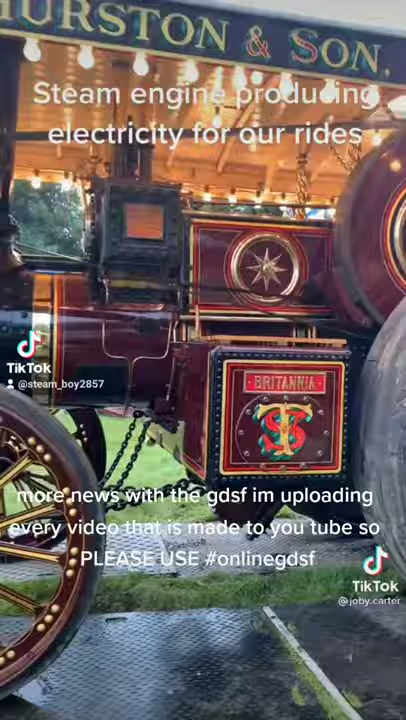 HURSTON & SON.
Steam engine producing
electricity for our rides
TikTok
@steam_boy2857
BRITANNIA
TS
more news with the gdsf im uploading
every video that is made to you tube so
PLEASE USE #onlinegdsf
TikTok
@joby.carter